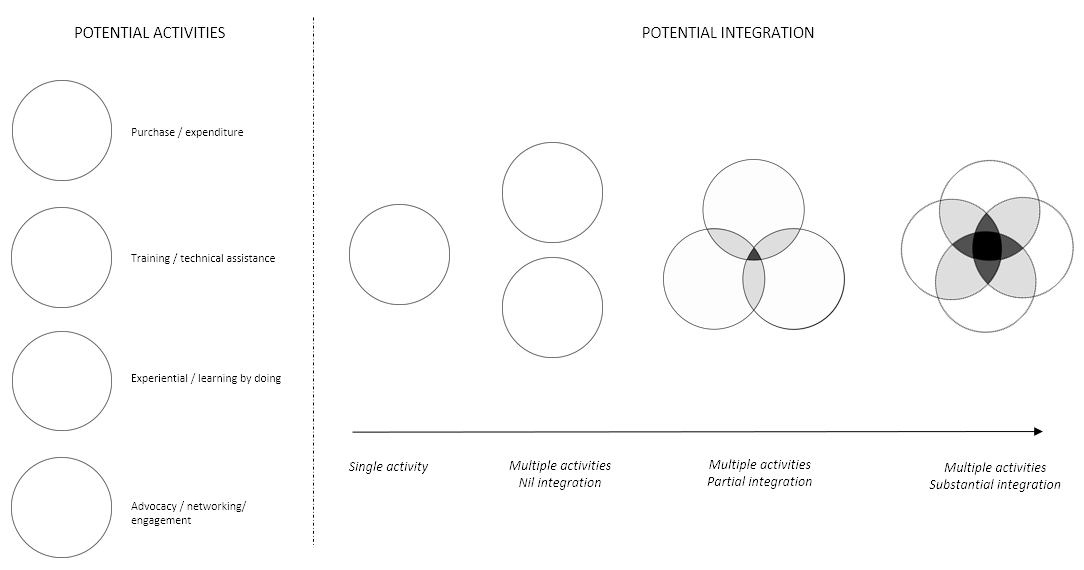 POTENTIAL ACTIVITIES
Purchase / expenditure
Training / technical assistance
Experiential / learning by doing
Advocacy / networking/
engagement
POTENTIAL INTEGRATION
Single activity
Multiple activities
Nil integration
Multiple activities
Partial integration
Multiple activities
Substantial integration